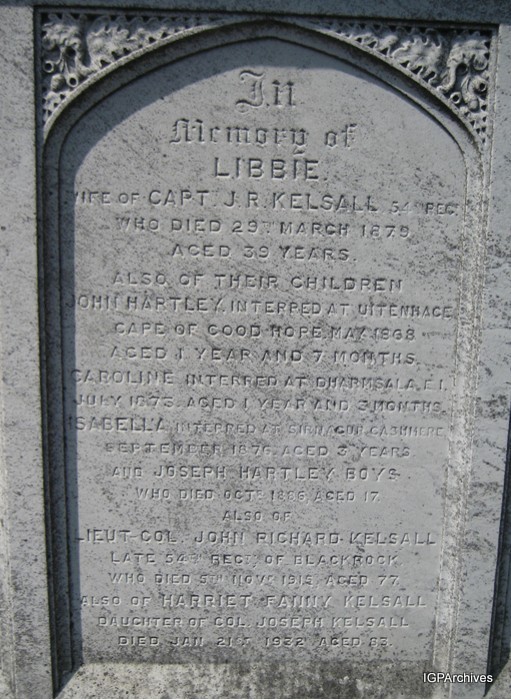 In
Memory of
LIBBIE.
WIFE OF CAPT. J. R. KELSALL 54TH REGT
WHO DIED 29TH MARCH 1879,
AGED 39 YEARS.
ALSO OF THEIR CHILDREN
JOHN HARTLEY, INTERRED AT UITENHAGE
CAPE OF GOOD HOPE, MAY 1868
AGED 1 YEAR AND 7 MONTHS.
CAROLINE INTERRED AT DHARMSALA, E.I.
JULY 1873. AGED 1 YEAR AND 3 MONTHS.
ISABELLA, INTERRED AT SIRNAGUR, CASHMERE
SEPTEMBER 1876, AGED 3 YEARS
AND JOSEPH HARTLEY BOYS
WHO DIED OCTR 1886, AGED 17
ALSO OF
LIEUT-COL. JOHN RICHARD KELSALL
LATE 54TH REGT, OF BLACKROCK
WHO DIED 5TH NOVR 1915, AGED 77.
ALSO OF HARRIET FANNY KELSALL
DAUGHTER OF COL. JOSEPH KELSALL
DIED JAN 21ST 1932 AGED 83.
IGPArchives